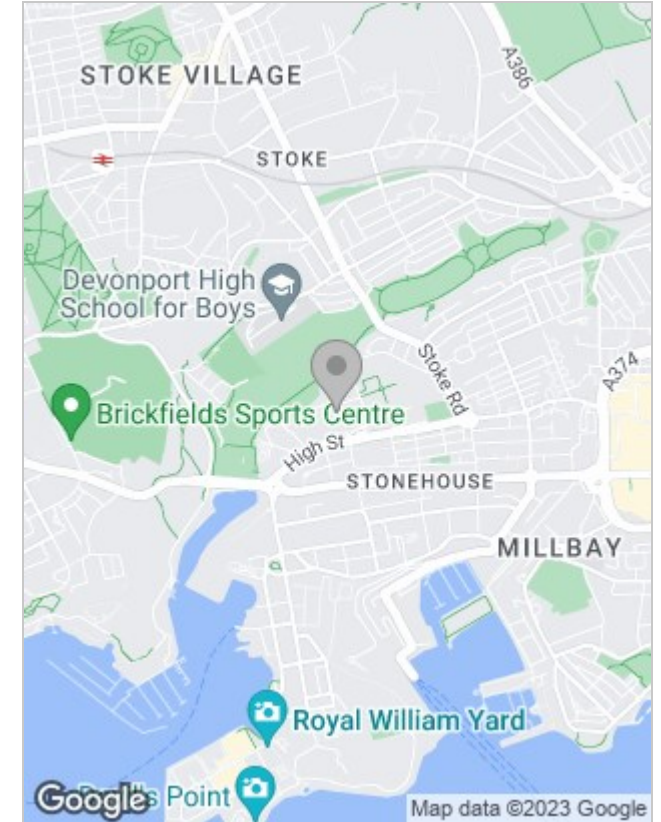 A386
STOKE VILLAGE
STOKE
Devonport High
School for Boys
Stoke Rd
A374
Brickfields Sports Centre
High St
STONEHOUSE
MILLBAY
Royal William Yard
Google
s Point
Map data ©2023 Google